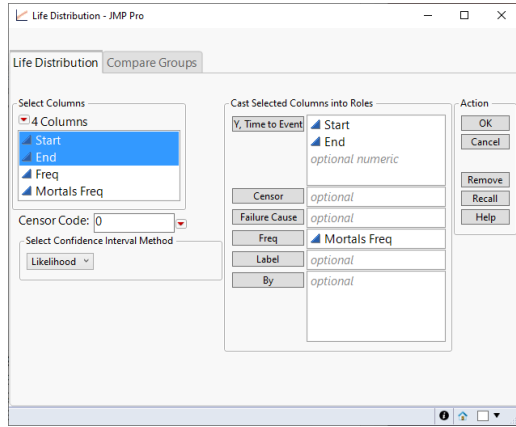 Life Distribution - JMP Pro
Life Distribution
Compare Groups
Select Columns
4 Columns
Start
End
Freq
Mortals Freq
Censor Code: 0
Select Confidence Interval Method
Likelihood
Cast Selected Columns into Roles
Y, Time to Event
Start
End
optional numeric
Censor
optional
Failure Cause
optional
Freq
Mortals Freq
Label
optional
By
optional
Action
OK
Cancel
Remove
Recall
Help